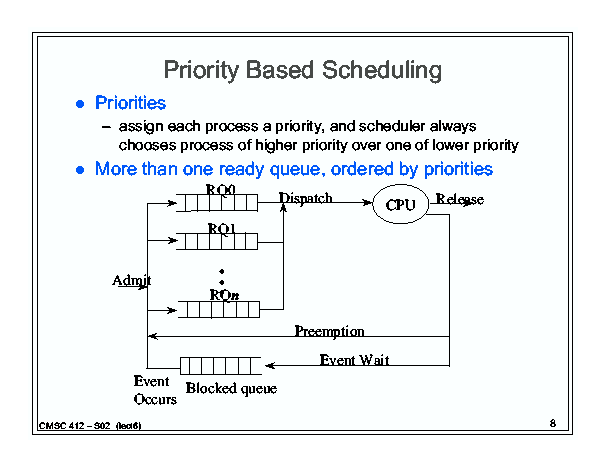 Priority Based Scheduling
● Priorities
– assign each process a priority, and scheduler always
chooses process of higher priority over one of lower priority
● More than one ready queue, ordered by priorities
RQ0
Dispatch
CPU
Release
RQ1
Admit
RQn
Preemption
Event Wait
Event
Occurs
Blocked queue
CMSC 412 – S02 (lect6)
8